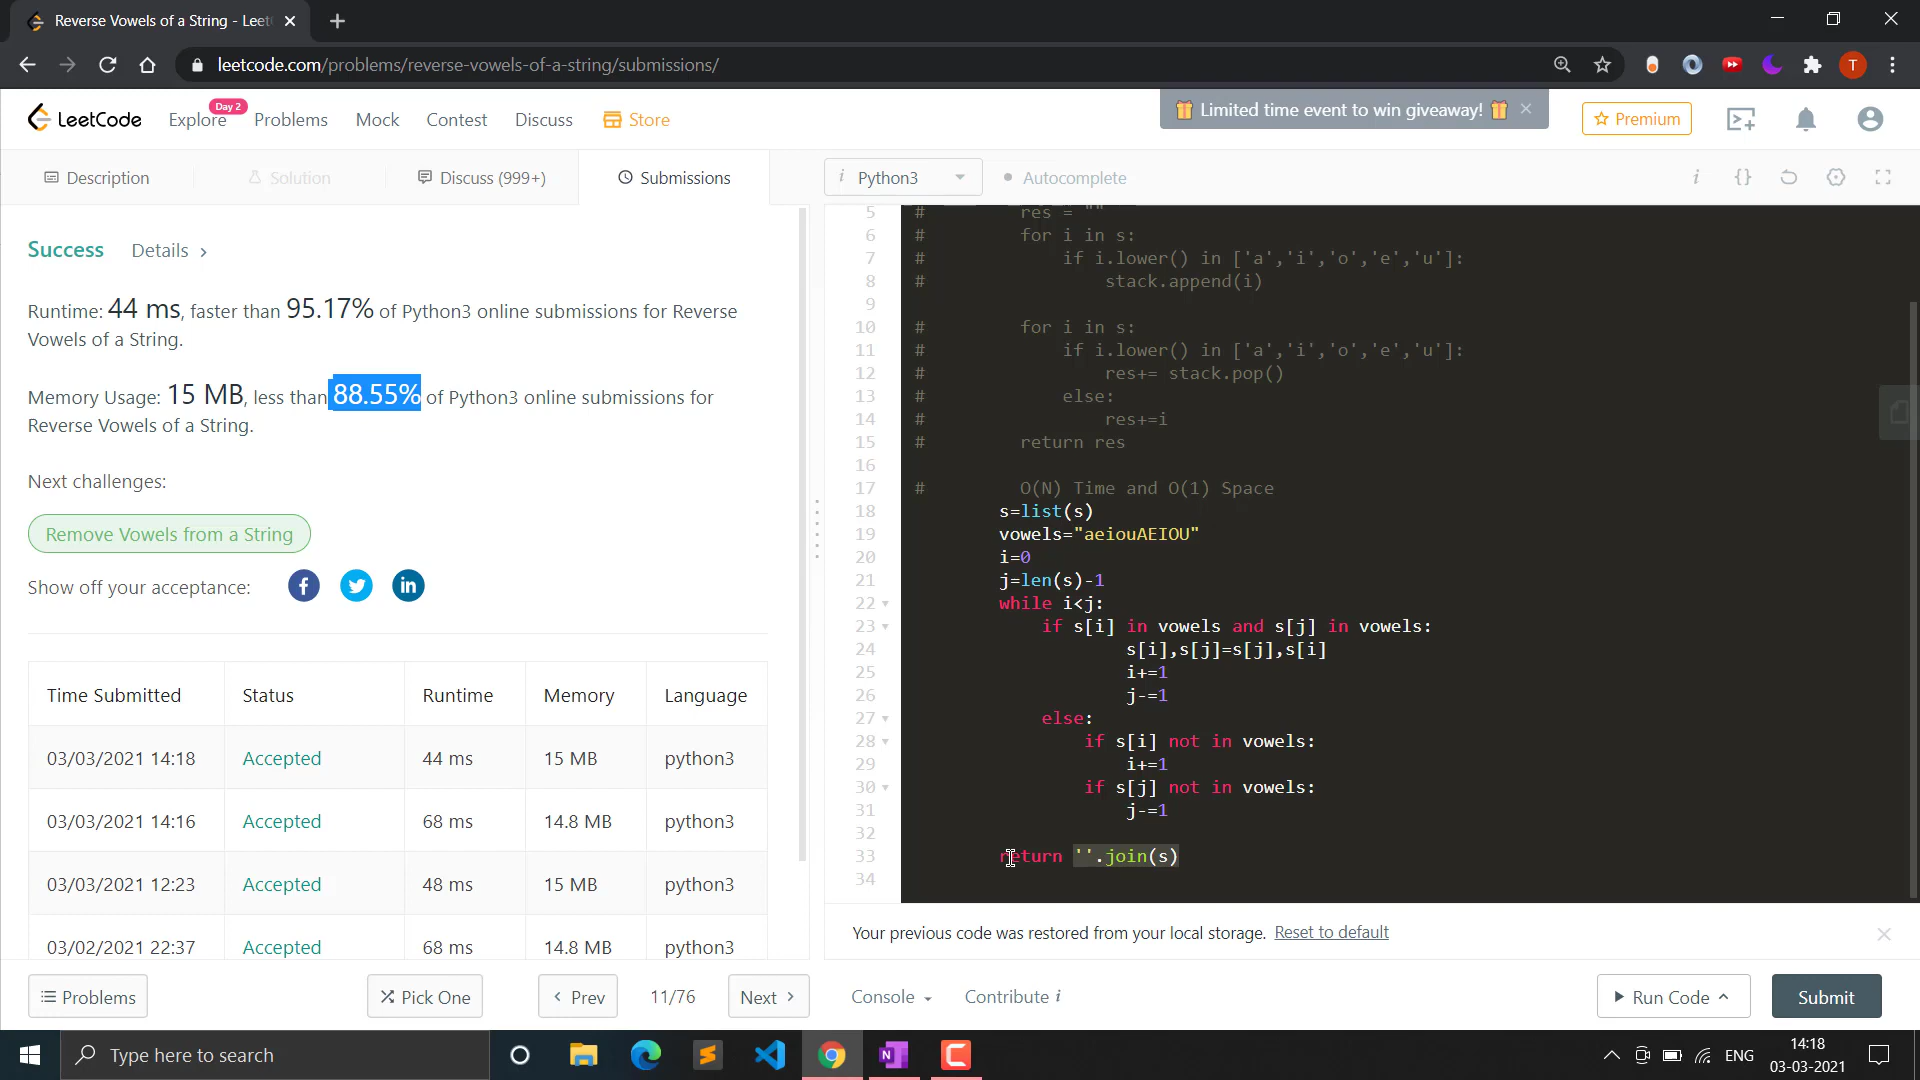 Reverse Vowels of a String - Leet
leetcode.com/problems/reverse-vowels-of-a-string/submissions/
T
LeetCode
Explore
Day 2
Problems
Mock
Contest
Discuss
Store
Limited time event to win giveaway!
Premium
Description
Solution
Discuss (999+)
Submissions
i Python3
Autocomplete
i {}
Success
Details >
Runtime: 44 ms, faster than 95.17% of Python3 online submissions for Reverse
Vowels of a String.
Memory Usage: 15 MB, less than 88.55% of Python3 online submissions for
Reverse Vowels of a String.
Next challenges:
Remove Vowels from a String
Show off your acceptance:
Time Submitted Status Runtime Memory Language
03/03/2021 14:18 Accepted 44 ms 15 MB python3
03/03/2021 14:16 Accepted 68 ms 14.8 MB python3
03/03/2021 12:23 Accepted 48 ms 15 MB python3
03/02/2021 22:37 Accepted 68 ms 14.8 MB python3
5 # res = ""
6 # for i in s:
7 # if i.lower() in ['a','i','o','e','u']:
8 # stack.append(i)
9
10 # for i in s:
11 # if i.lower() in ['a','i','o','e','u']:
12 # res+= stack.pop()
13 # else:
14 # res+=i
15 # return res
16
17 # O(N) Time and O(1) Space
18 s=list(s)
19 vowels="aeiouAEIOU"
20 i=0
21 j=len(s)-1
22 while i<j:
23 if s[i] in vowels and s[j] in vowels:
24 s[i],s[j]=s[j],s[i]
25 i+=1
26 j-=1
27 else:
28 if s[i] not in vowels:
29 i+=1
30 if s[j] not in vowels:
31 j-=1
32
33 return ''.join(s)
34
Your previous code was restored from your local storage. Reset to default
Problems
Pick One
< Prev
11/76
Next >
Console
Contribute i
Run Code
Submit
Type here to search
ENG
14:18
03-03-2021